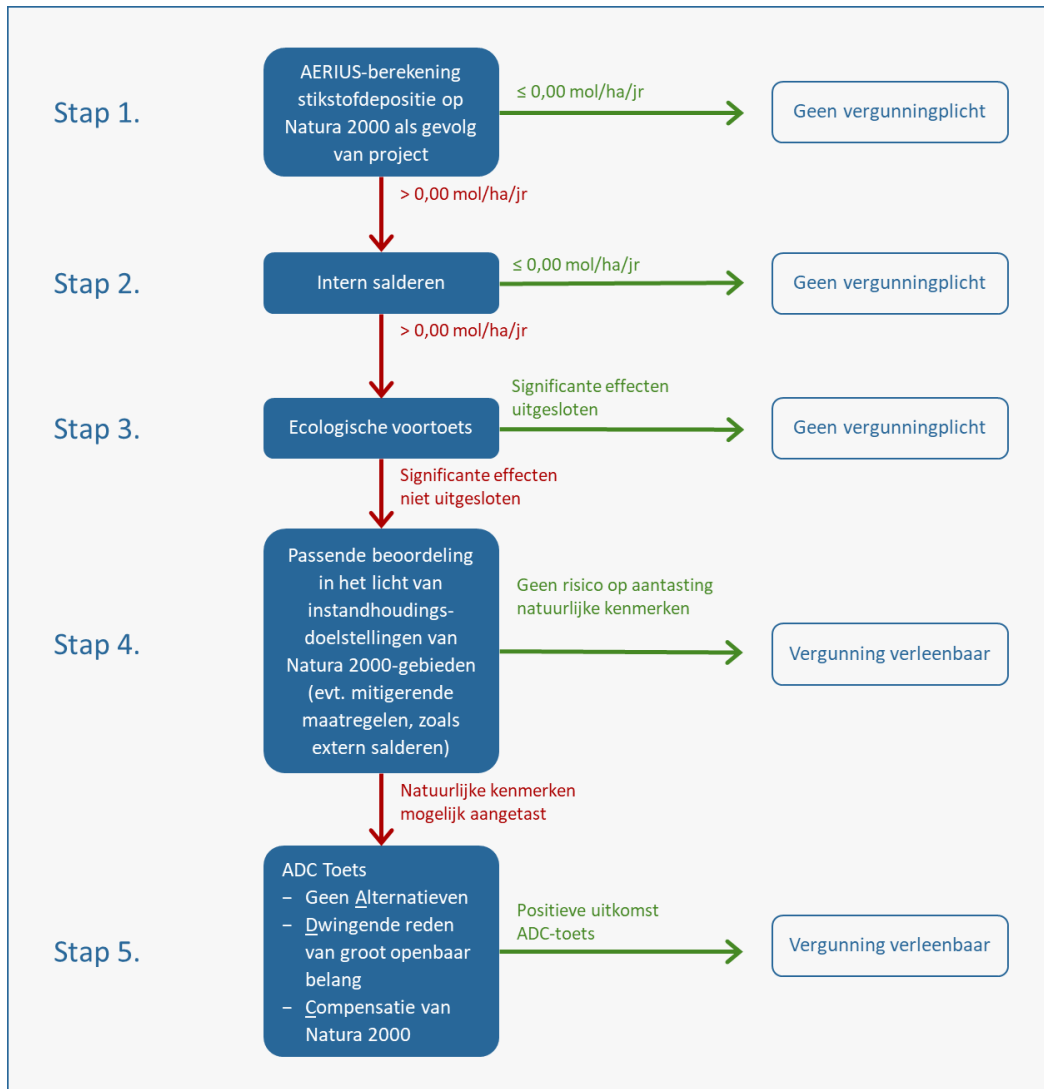 Stap 1.
AERIUS-berekening
stikstofdepositie op
Natura 2000 als gevolg
van project
≤ 0,00 mol/ha/jr
Geen vergunningplicht
> 0,00 mol/ha/jr
Stap 2.
Intern salderen
≤ 0,00 mol/ha/jr
Geen vergunningplicht
> 0,00 mol/ha/jr
Stap 3.
Ecologische voortoets
Significante effecten
uitgesloten
Geen vergunningplicht
Significante effecten
niet uitgesloten
Stap 4.
Passende beoordeling
in het licht van
instandhoudings-
doelstellingen van
Natura 2000-gebieden
(evt. mitigerende
maatregelen, zoals
extern salderen)
Geen risico op aantasting
natuurlijke kenmerken
Vergunning verleenbaar
Natuurlijke kenmerken
mogelijk aangetast
Stap 5.
ADC Toets
– Geen Alternatieven
– Dwingende reden
van groot openbaar
belang
– Compensatie van
Natura 2000
Positieve uitkomst
ADC-toets
Vergunning verleenbaar